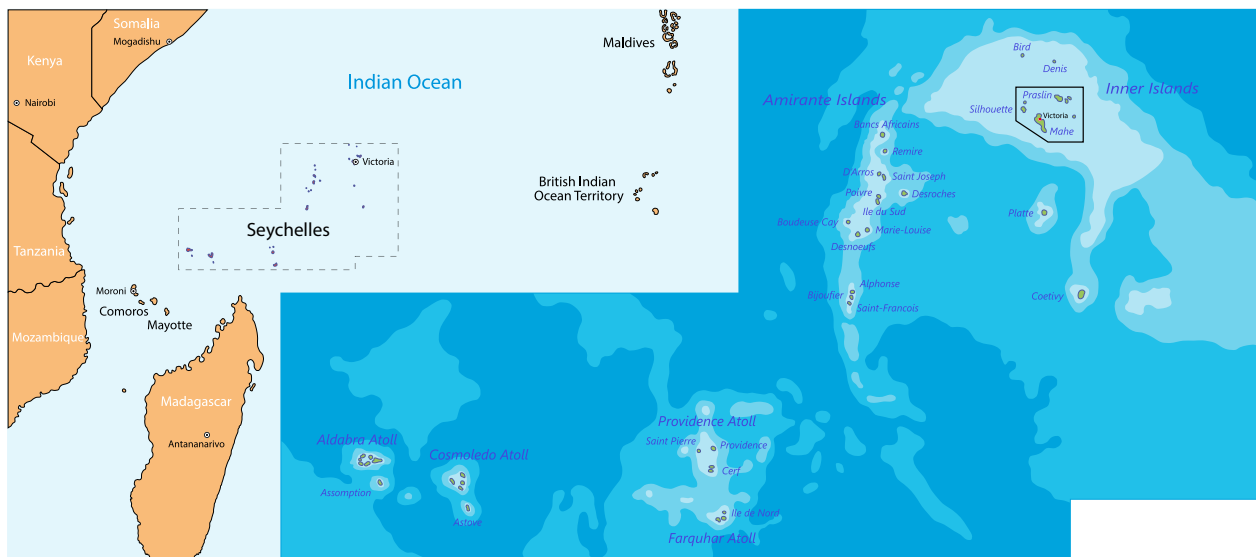 Somalia
Mogadishu
Kenya
Nairobi
Tanzania
Mozambique
Moroni
Comoros
Mayotte
Madagascar
Antananarivo
Indian Ocean
Maldives
Victoria
Seychelles
British Indian
Ocean Territory
Bird
Denis
Inner Islands
Praslin
Silhouette
Victoria
Mahe
Amirante Islands
Bancs Africains
Remire
D'Arros
Saint Joseph
Poivre
Desroches
Ile du Sud
Boudeuse Cay
Marie-Louise
Desnoeufs
Platte
Alphonse
Bijoufier
Saint-Francois
Coetivy
Aldabra Atoll
Assomption
Cosmoledo Atoll
Astove
Providence Atoll
Saint Pierre
Providence
Cerf
Ile de Nord
Farquhar Atoll